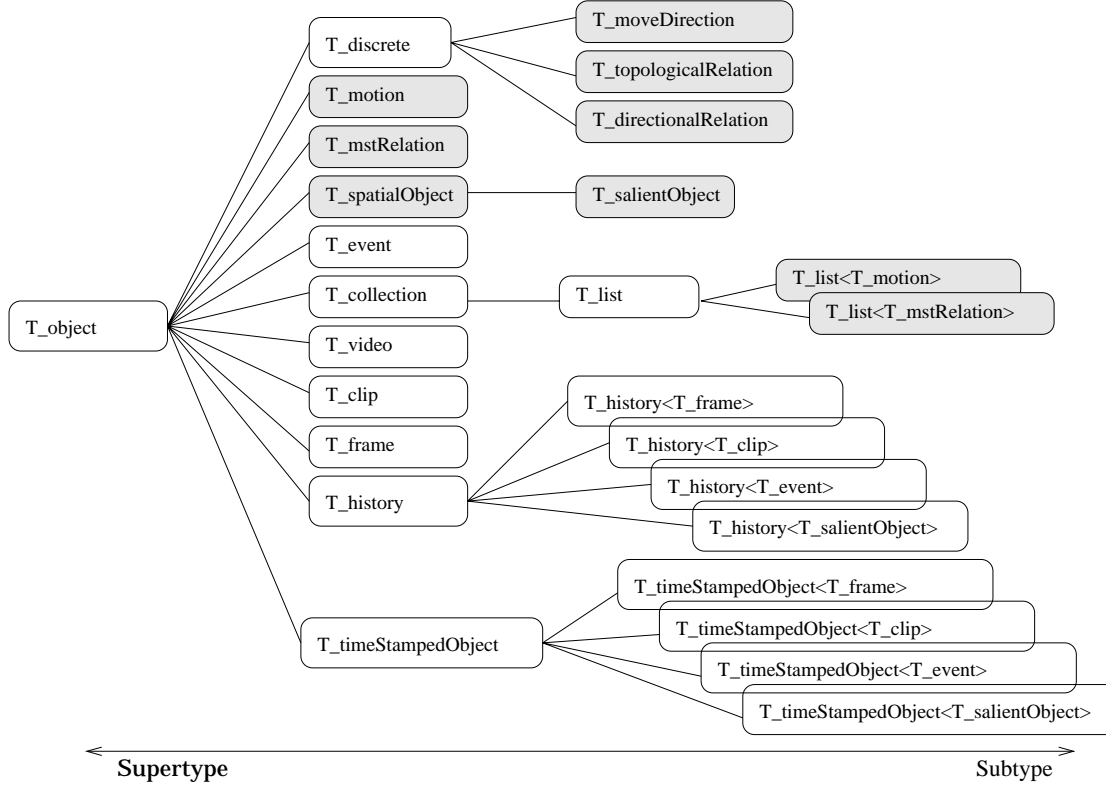 T_moveDirection
T_discrete
T_topologicalRelation
T_motion
T_directionalRelation
T_mstRelation
T_spatialObject
T_salientObject
T_event
T_list<T_motion>
T_collection
T_list
T_list<T_mstRelation>
T_object
T_video
T_clip
T_history<T_frame>
T_frame
T_history<T_clip>
T_history<T_event>
T_history
T_history<T_salientObject>
T_timeStampedObject<T_frame>
T_timeStampedObject<T_clip>
T_timeStampedObject
T_timeStampedObject<T_event>
T_timeStampedObject<T_salientObject>
Supertype
Subtype